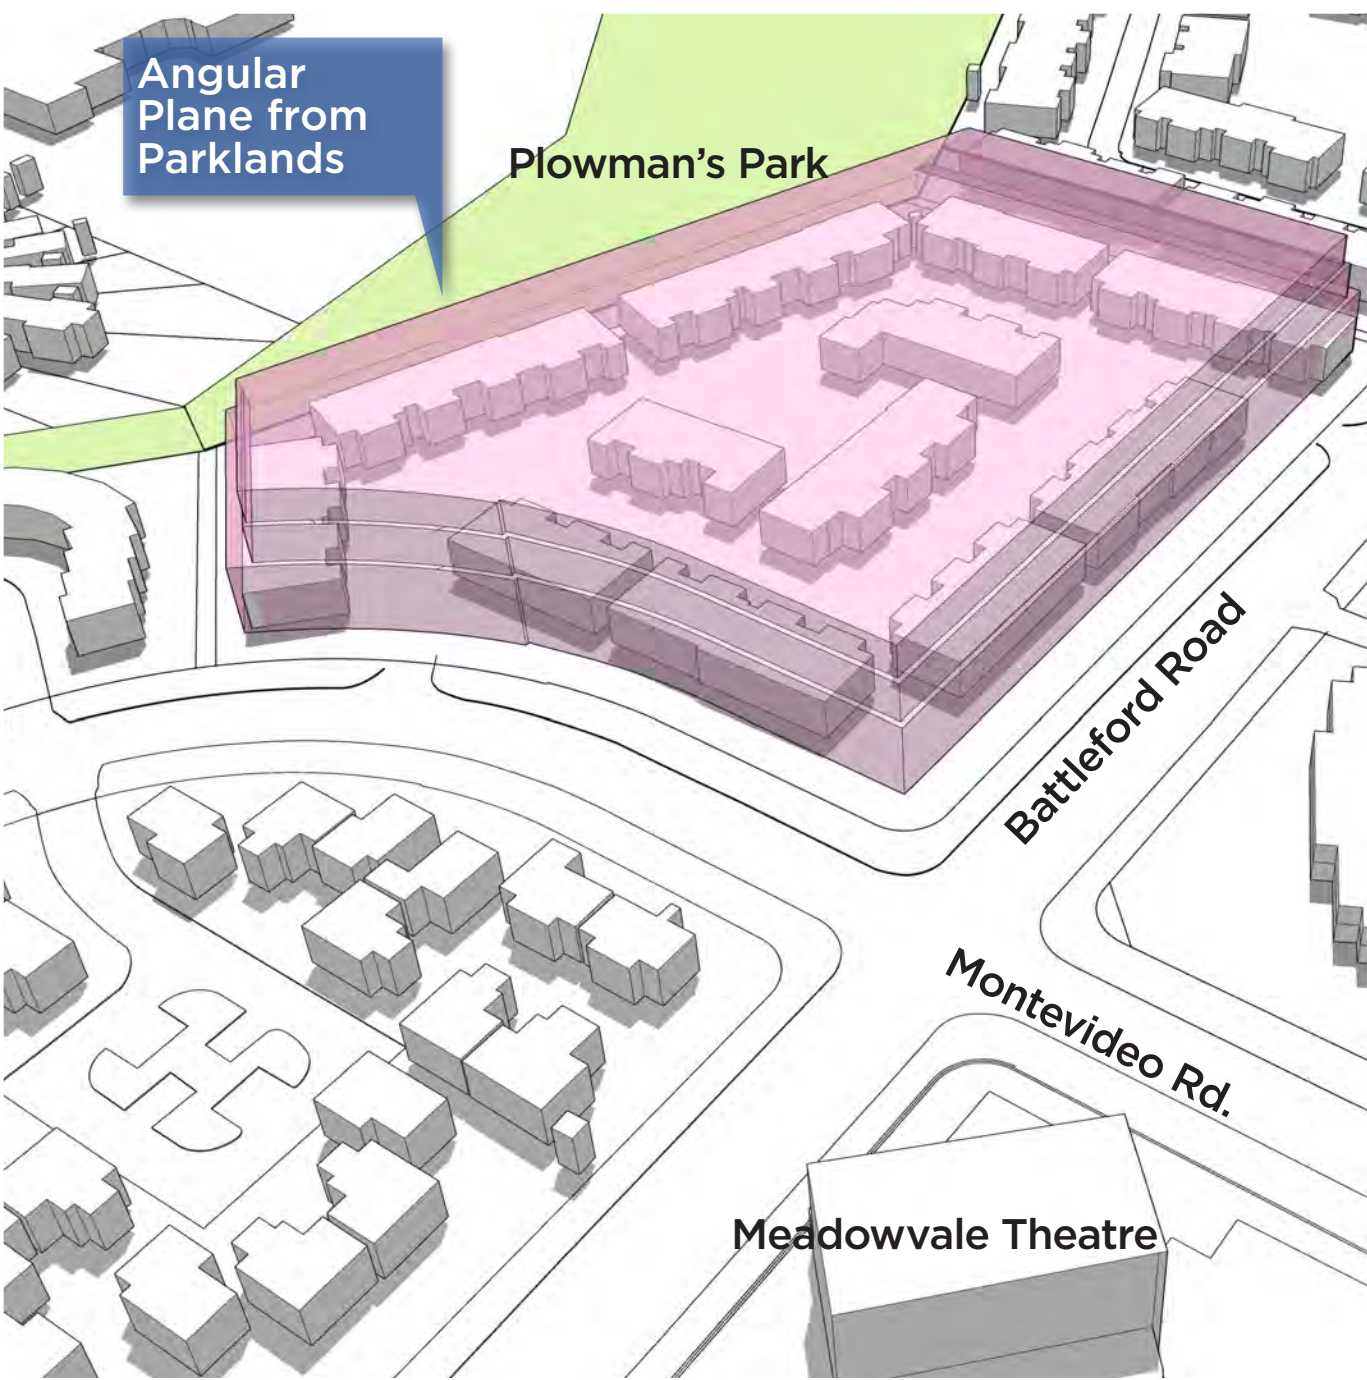 Angular
Plane from
Parklands
Plowman's Park
Battleford Road
Montevideo Rd.
Meadowvale Theatre